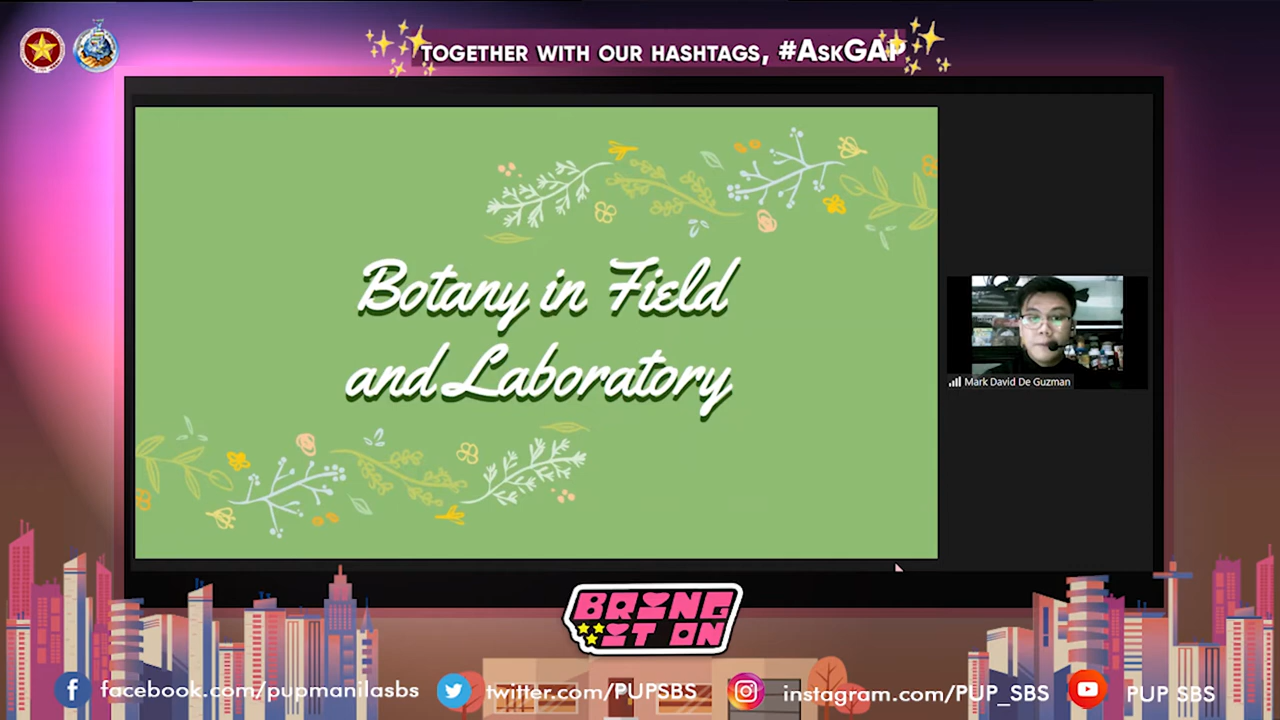 TOGETHER WITH OUR HASHTAGS, #ASKGAP
Botany in Field
and Laboratory
Mark David De Guzman
BRING
IT ON
facebook.com/pupmanilasbs
twitter.com/PUPSBS
instagram.com/PUP_SBS
PUP SBS